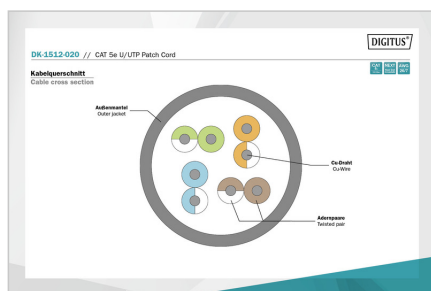 DIGITUS®
DK-1512-020 // CAT 5e U/UTP Patch Cord
Kabelquerschnitt
Cable cross section
Außenmantel
Outer jacket
Cu-Draht
Cu-Wire
Adernpaare
Twisted pair